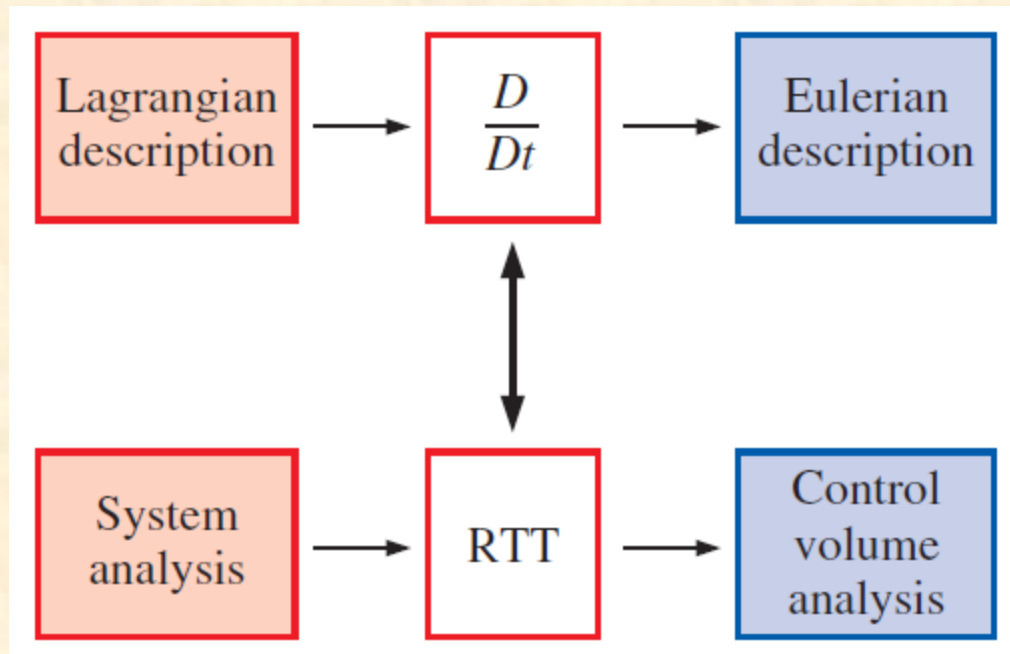 Lagrangian
description
D
Dt
Eulerian
description
System
analysis
RTT
Control
volume
analysis